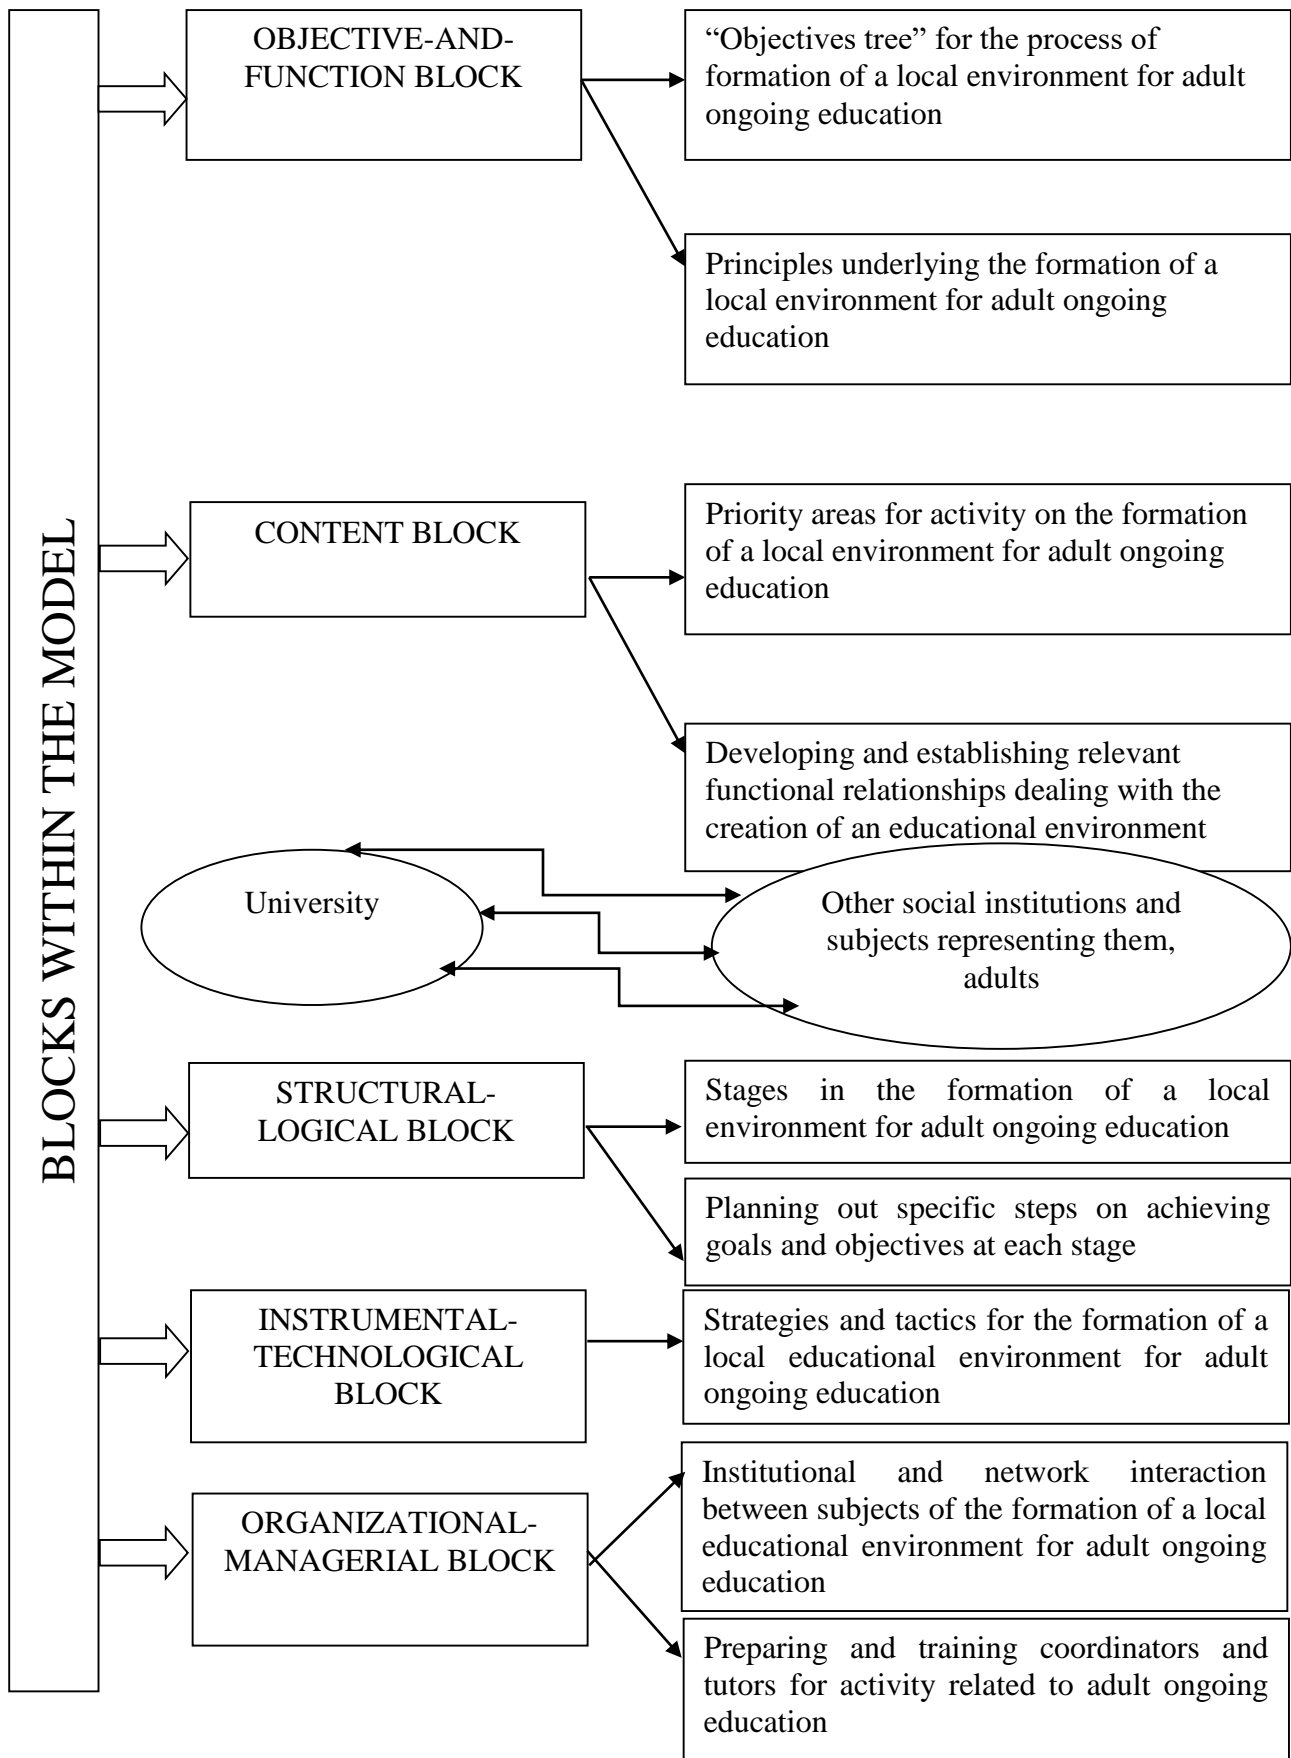 BLOCKS WITHIN THE MODEL
OBJECTIVE-AND-
FUNCTION BLOCK
“Objectives tree” for the process of
formation of a local environment for adult
ongoing education
Principles underlying the formation of a
local environment for adult ongoing
education
CONTENT BLOCK
Priority areas for activity on the formation
of a local environment for adult ongoing
education
Developing and establishing relevant
functional relationships dealing with the
creation of an educational environment
University
Other social institutions and
subjects representing them,
adults
STRUCTURAL-
LOGICAL BLOCK
Stages in the formation of a local
environment for adult ongoing education
Planning out specific steps on achieving
goals and objectives at each stage
INSTRUMENTAL-
TECHNOLOGICAL
BLOCK
Strategies and tactics for the formation of a
local educational environment for adult
ongoing education
ORGANIZATIONAL-
MANAGERIAL BLOCK
Institutional and network interaction
between subjects of the formation of a local
educational environment for adult ongoing
education
Preparing and training coordinators and
tutors for activity related to adult ongoing
education